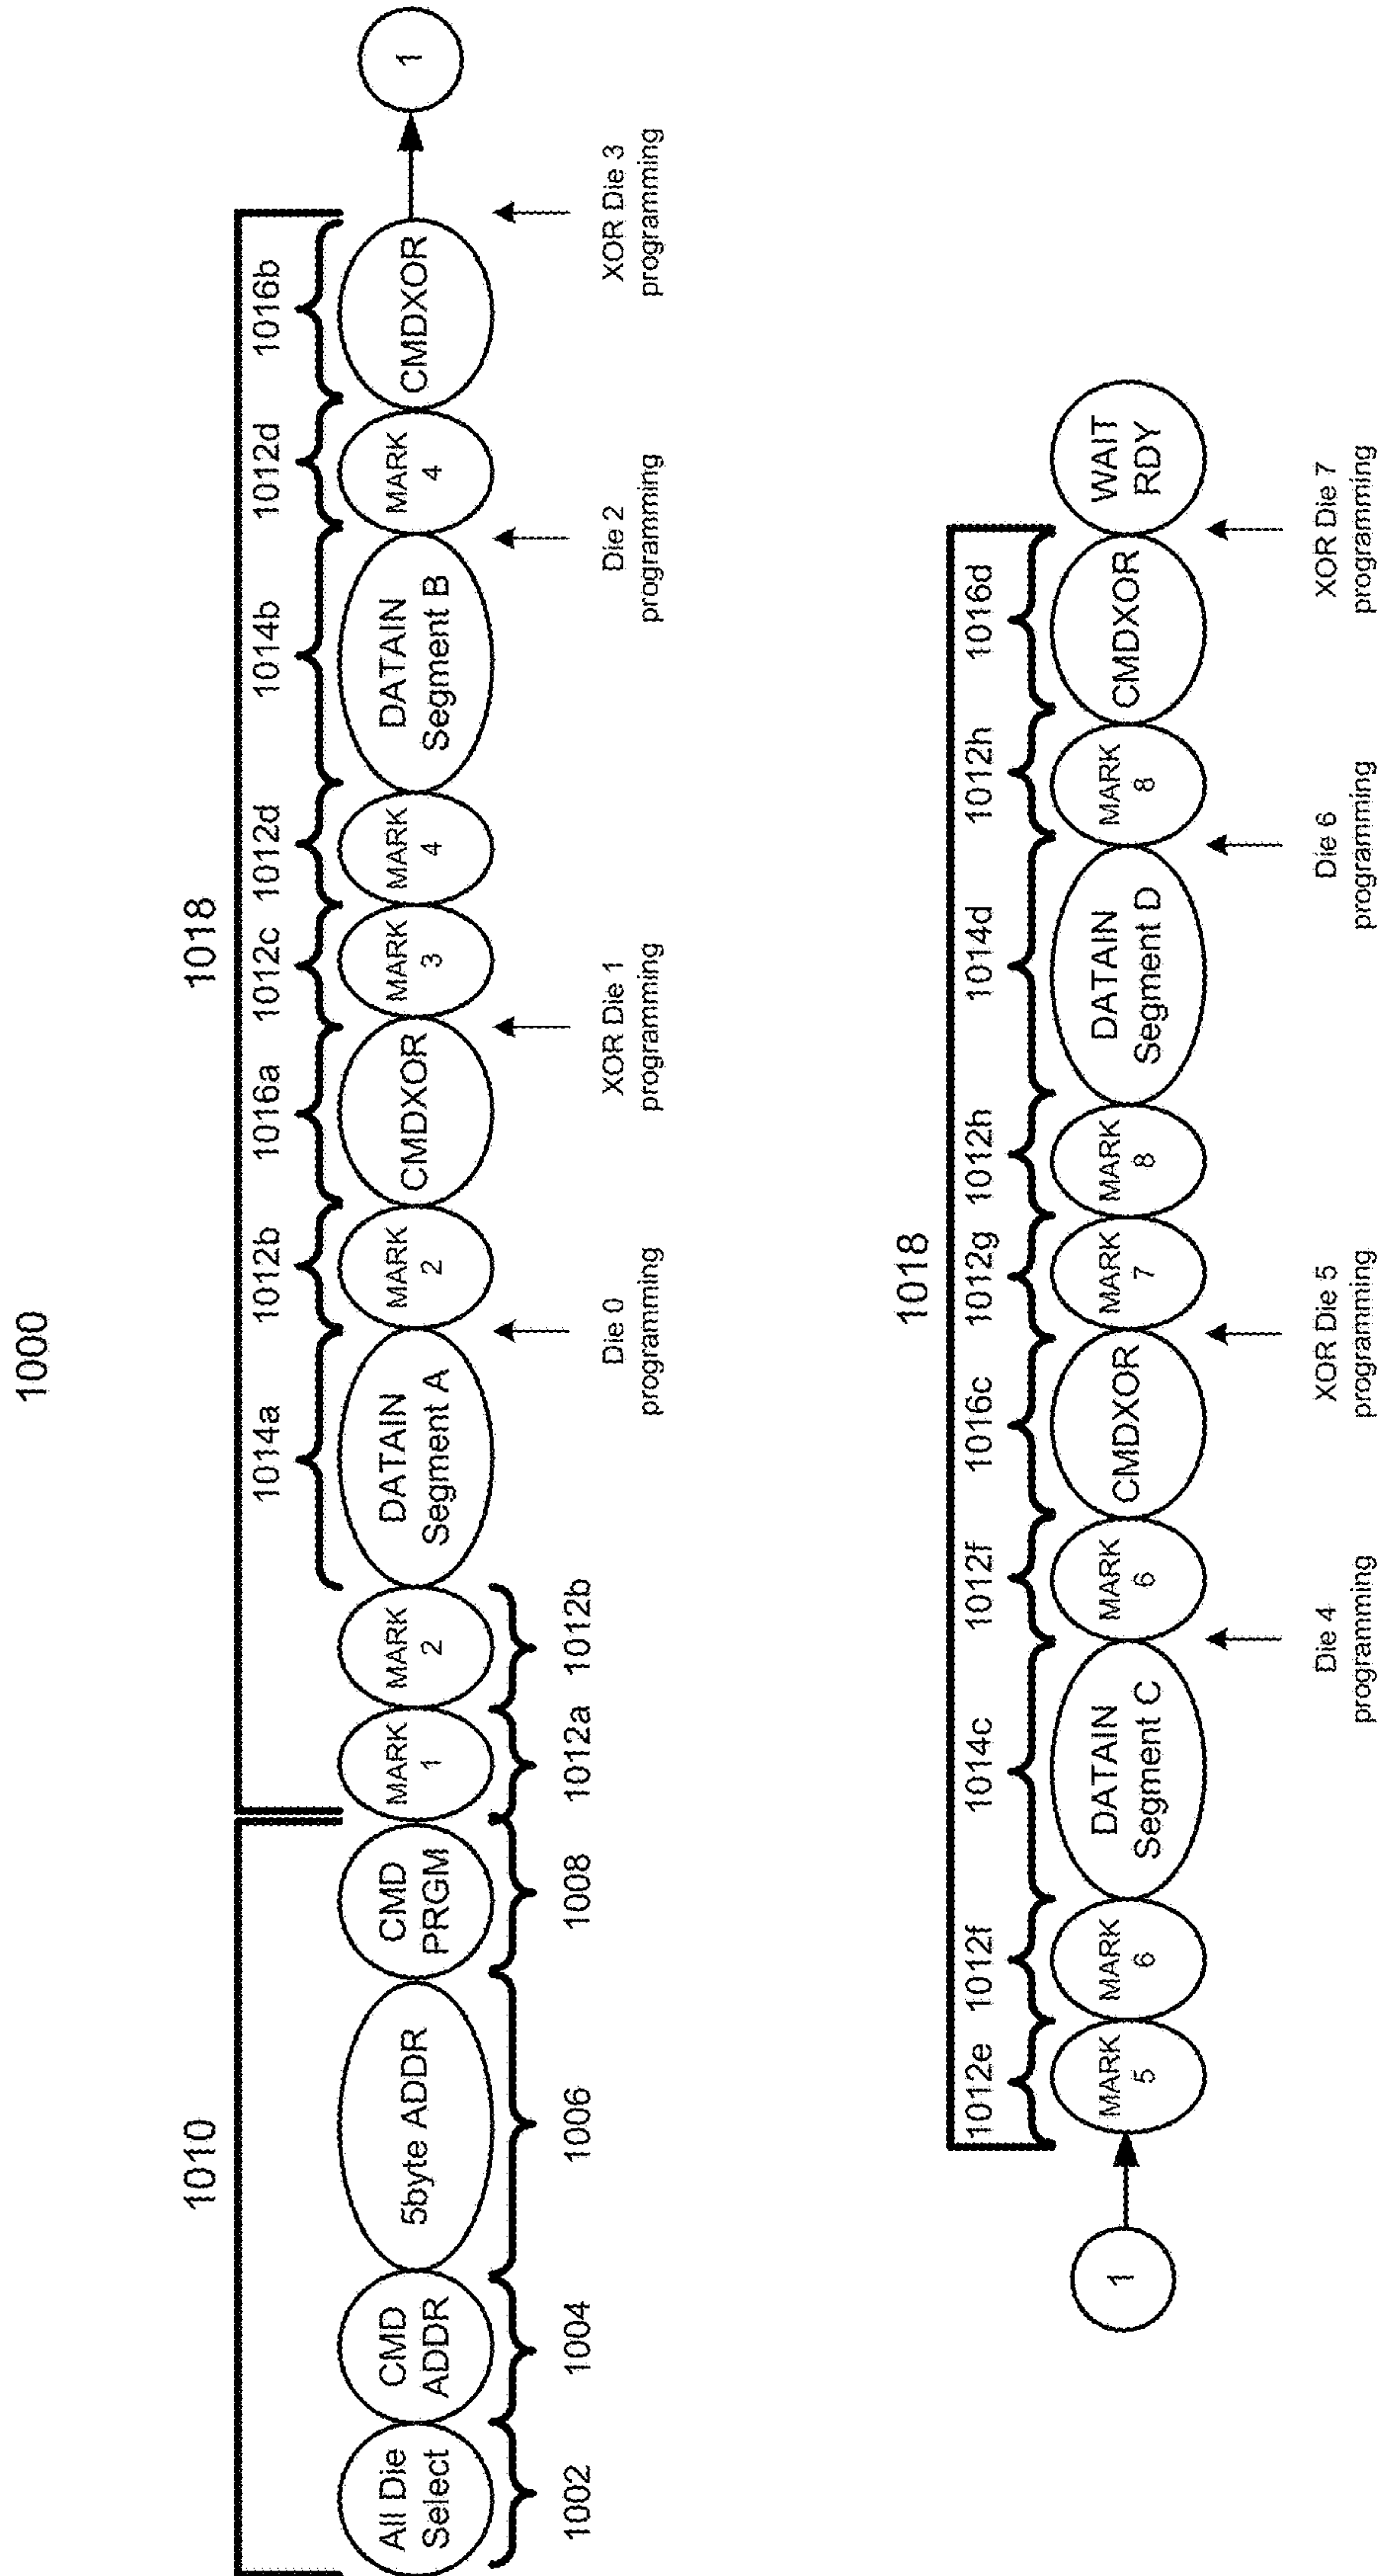 1000
1010
1018
1014a
1012b
1016a
1012c
1012d
1014b
1012d
1016b
All Die
Select
CMD
ADDR
5byte ADDR
CMD
PRGM
MARK
1
MARK
2
DATAIN
Segment A
MARK
2
CMDXOR
MARK
3
MARK
4
DATAIN
Segment B
MARK
4
CMDXOR
1
1002
1004
1006
1008
1012a
1012b
Die 0
programming
XOR Die 1
programming
Die 2
programming
XOR Die 3
programming
1018
1012e
1012f
1014c
1012f
1016c
1012g
1012h
1014d
1012h
1016d
1
MARK
5
MARK
6
DATAIN
Segment C
MARK
6
CMDXOR
MARK
7
MARK
8
DATAIN
Segment D
MARK
8
CMDXOR
WAIT
RDY
Die 4
programming
XOR Die 5
programming
Die 6
programming
XOR Die 7
programming